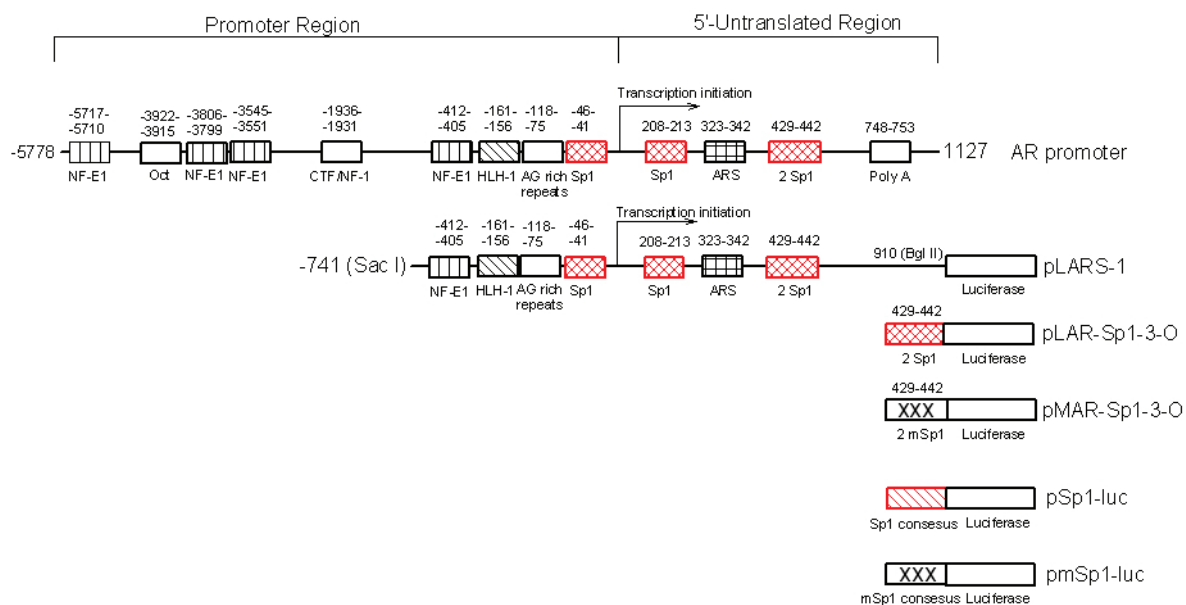 Promoter Region 5'-Untranslated Region
Transcription initiation
-5717- -3922- -3806- -3545- -1936- -412- -161- -118- -46-
-5710 -3915 -3799 -3551 -1931 -405 -156 -75 -41 208-213 323-342 429-442 748-753
-5778 1127 AR promoter
NF-E1 Oct NF-E1 NF-E1 CTF/NF-1 NF-E1 HLH-1 AG rich repeats Sp1 Sp1 ARS 2 Sp1 Poly A
Transcription initiation
-412- -161- -118- -46-
-405 -156 -75 -41 208-213 323-342 429-442
910 (Bgl II)
-741 (Sac I) pLARS-1
NF-E1 HLH-1 AG rich repeats Sp1 Sp1 ARS 2 Sp1 Luciferase
429-442
pLAR-Sp1-3-O
2 Sp1 Luciferase
429-442
XXX pMAR-Sp1-3-O
2 mSp1 Luciferase
pSp1-luc
Sp1 consesus Luciferase
XXX pmSp1-luc
mSp1 consesus Luciferase